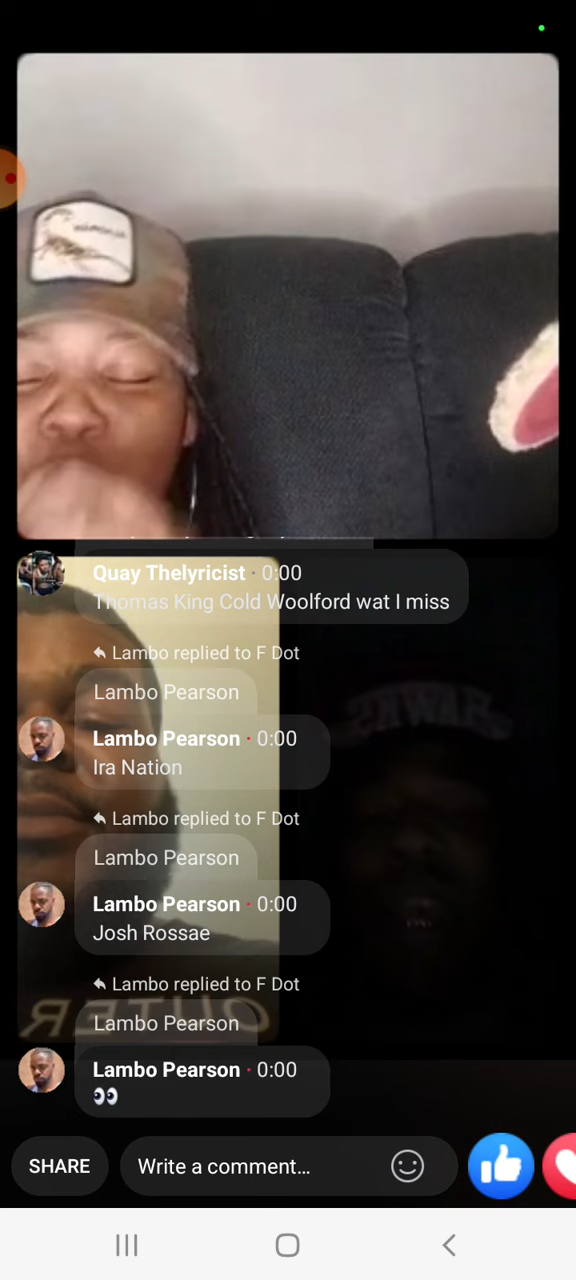 Quay Thelyricist · 0:00
Thomas King Cold Woolford wat I miss
Lambo replied to F Dot
Lambo Pearson
Lambo Pearson · 0:00
Ira Nation
Lambo replied to F Dot
Lambo Pearson
Lambo Pearson · 0:00
Josh Rossae
Lambo replied to F Dot
Lambo Pearson
Lambo Pearson · 0:00
👀
SHARE
Write a comment...